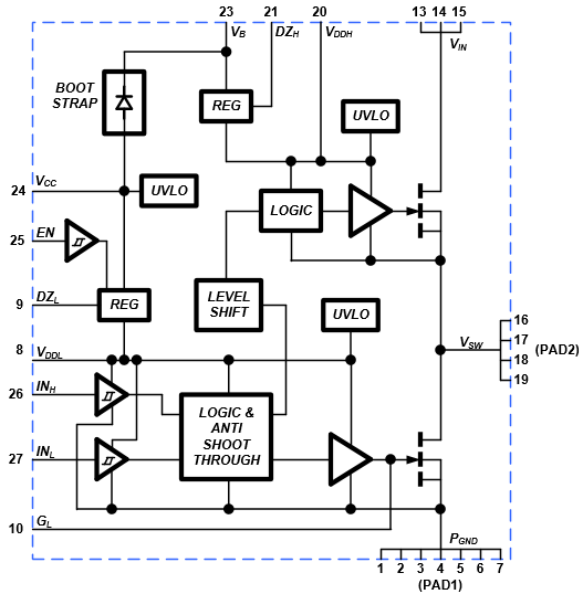 23 21 20 13 14 15
VB DZH VDDH VIN
BOOT
STRAP
REG
UVLO
24 VCC
UVLO
LOGIC
25 EN
9 DZL
REG
LEVEL
SHIFT
UVLO
16
17
18
19
VSW
(PAD2)
8 VDDL
26 INH
LOGIC &
ANTI
SHOOT
THROUGH
27 INL
10 GL
PGND
1 2 3 4 5 6 7
(PAD1)